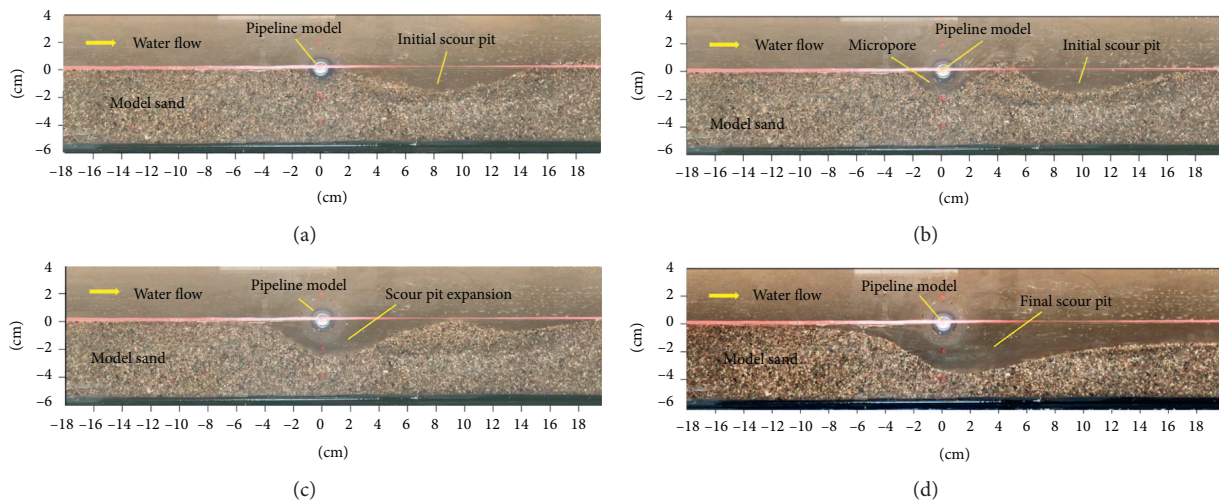 4
2
0
−2
−4
−6
(cm)
Water flow
Pipeline model
Initial scour pit
Model sand
−18 −16 −14 −12 −10 −8 −6 −4 −2 0 2 4 6 8 10 12 14 16 18
(cm)
(a)
4
2
0
−2
−4
−6
(cm)
Water flow
Micropore
Pipeline model
Initial scour pit
Model sand
−18 −16 −14 −12 −10 −8 −6 −4 −2 0 2 4 6 8 10 12 14 16 18
(cm)
(b)
4
2
0
−2
−4
−6
(cm)
Water flow
Pipeline model
Scour pit expansion
Model sand
−18 −16 −14 −12 −10 −8 −6 −4 −2 0 2 4 6 8 10 12 14 16 18
(cm)
(c)
4
2
0
−2
−4
−6
(cm)
Water flow
Pipeline model
Final scour pit
Model sand
−18 −16 −14 −12 −10 −8 −6 −4 −2 0 2 4 6 8 10 12 14 16 18
(cm)
(d)